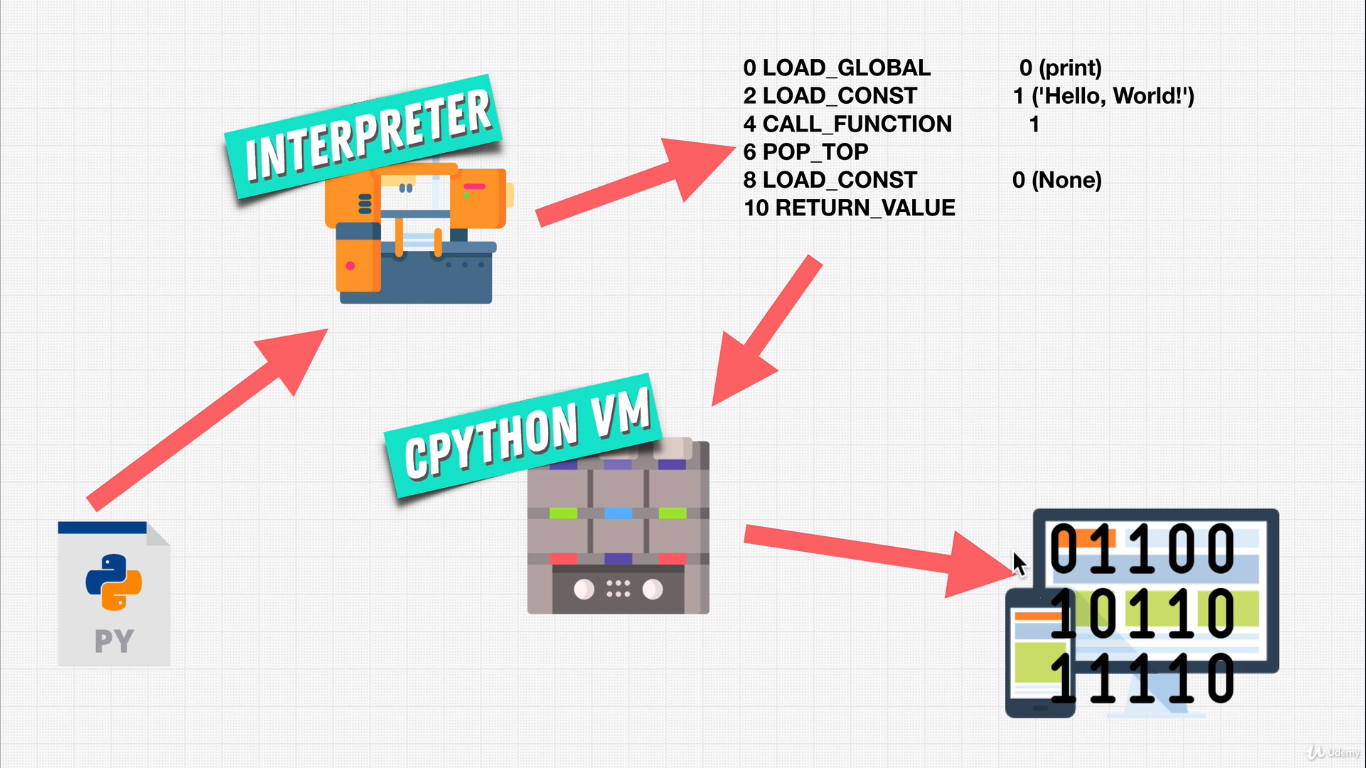 INTERPRETER
0 LOAD_GLOBAL 0 (print)
2 LOAD_CONST 1 ('Hello, World!')
4 CALL_FUNCTION 1
6 POP_TOP
8 LOAD_CONST 0 (None)
10 RETURN_VALUE
CPYTHON VM
PY
01100
10110
11110
Udemy